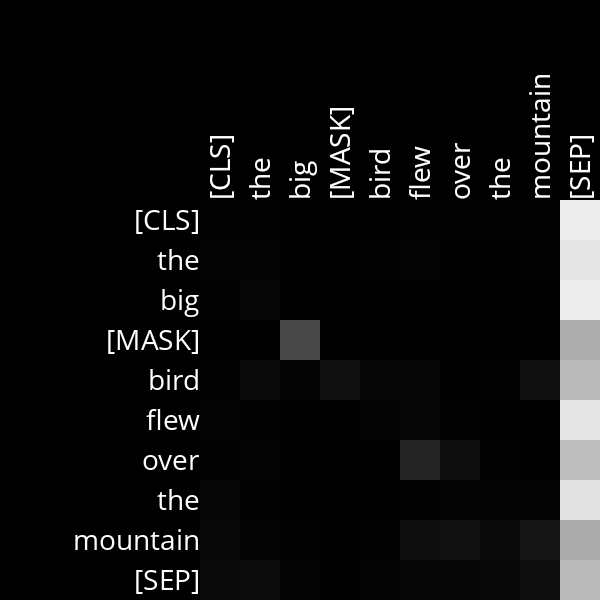 [CLS] the big [MASK] bird flew over the mountain [SEP]
[CLS]
the
big
[MASK]
bird
flew
over
the
mountain
[SEP]